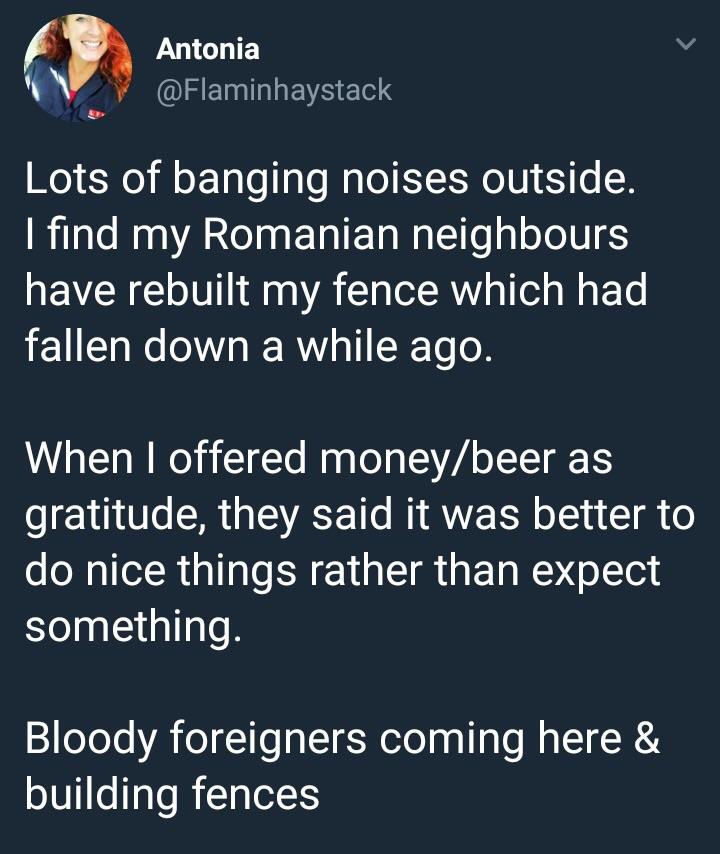 Antonia
@Flaminhaystack
Lots of banging noises outside.
I find my Romanian neighbours
have rebuilt my fence which had
fallen down a while ago.
When I offered money/beer as
gratitude, they said it was better to
do nice things rather than expect
something.
Bloody foreigners coming here &
building fences